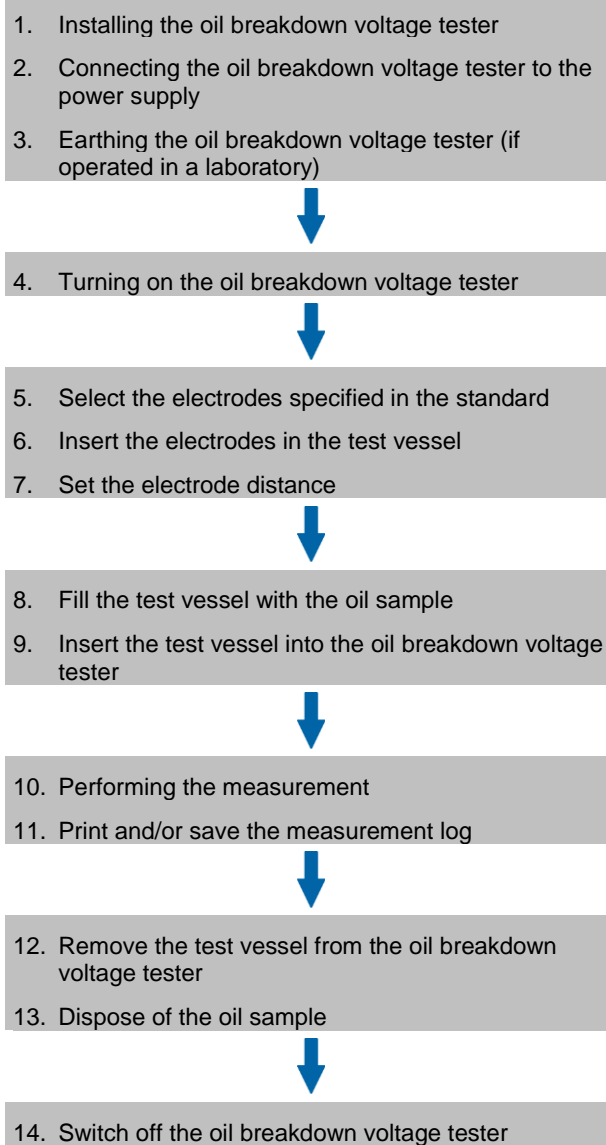 1. Installing the oil breakdown voltage tester
2. Connecting the oil breakdown voltage tester to the
power supply
3. Earthing the oil breakdown voltage tester (if
operated in a laboratory)
4. Turning on the oil breakdown voltage tester
5. Select the electrodes specified in the standard
6. Insert the electrodes in the test vessel
7. Set the electrode distance
8. Fill the test vessel with the oil sample
9. Insert the test vessel into the oil breakdown voltage
tester
10. Performing the measurement
11. Print and/or save the measurement log
12. Remove the test vessel from the oil breakdown
voltage tester
13. Dispose of the oil sample
14. Switch off the oil breakdown voltage tester